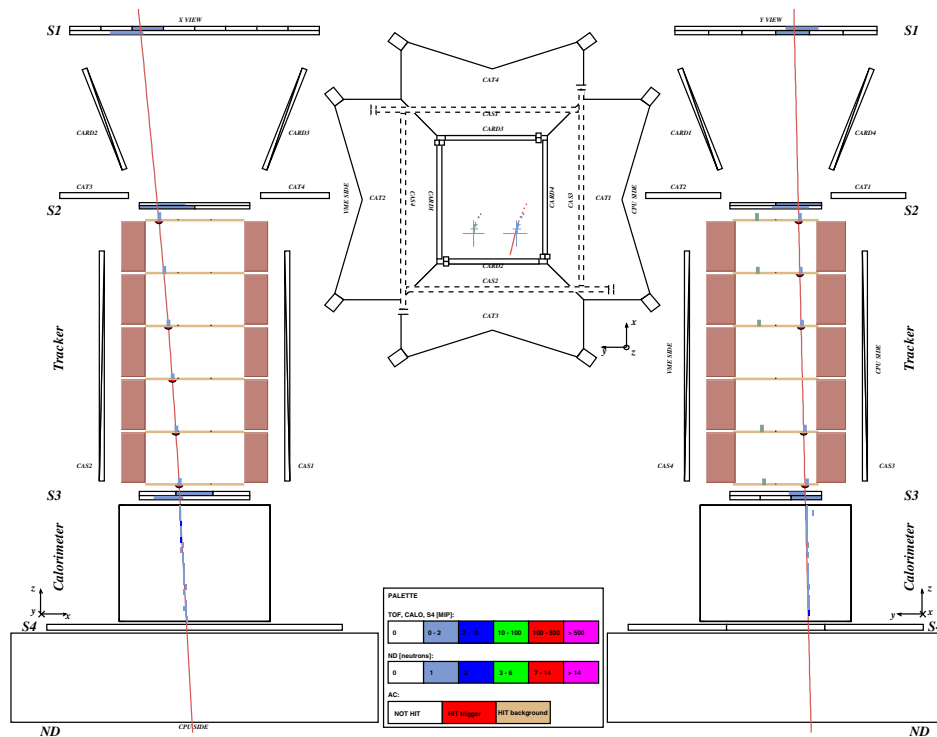 X VIEW
S1
CARD2
CARD3
CAT3
CAT4
S2
Tracker
CAS2
CAS1
S3
Calorimeter
z
y
x
S4
ND
CPU SIDE
CAT4
CAS1
CARD3
VME SIDE
CAT2
CAS4
CARD1
CARD4
CAS3
CAT1
CPU SIDE
CARD2
CAS2
CAT3
x
y
z
Y VIEW
S1
CARD1
CARD4
CAT2
CAT1
S2
VME SIDE
CPU SIDE
Tracker
CAS4
CAS3
S3
Calorimeter
z
y
x
ND
PALETTE
TOF, CALO, S4 [MIP]:
0 0 - 2 10 - 100 100 - 500 > 500
ND [neutrons]:
0 1 3 - 6 7 - 14 > 14
AC:
NOT HIT HIT trigger HIT background